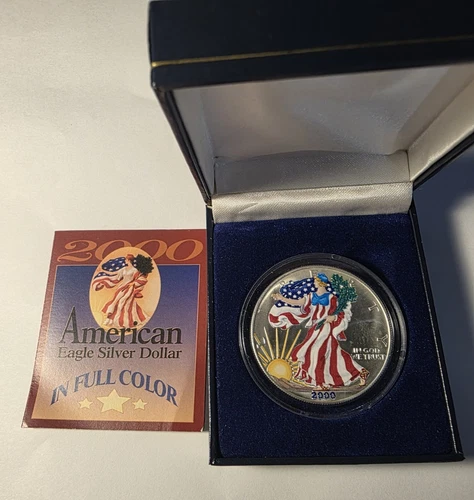 2000
American
Eagle Silver Dollar
IN FULL COLOR
IN GOD
WE TRUST
2000